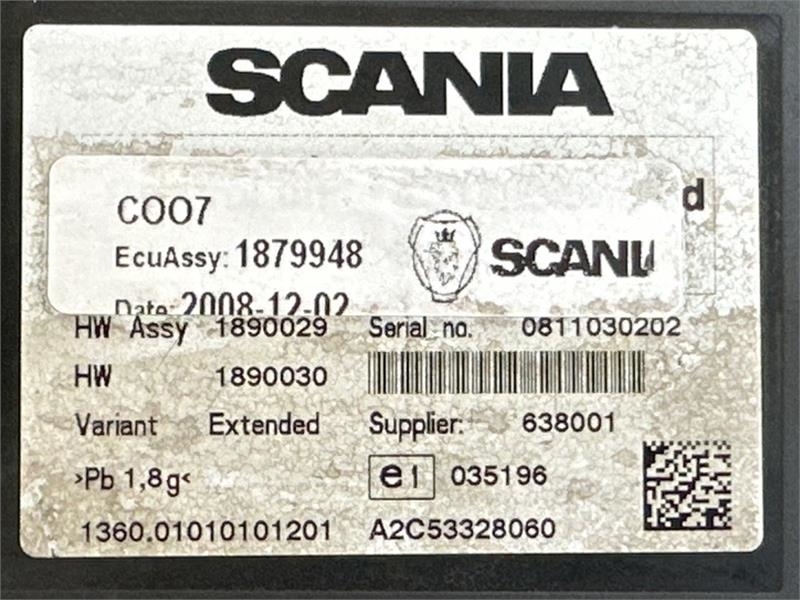 SCANIA
d
COO7
EcuAssy: 1879948
SCANI
Date: 2008-12-02
HW Assy 1890029 Serial no. 0811030202
HW 1890030
Variant Extended Supplier: 638001
>Pb 1,8g< e1 035196
1360.01010101201 A2C53328060